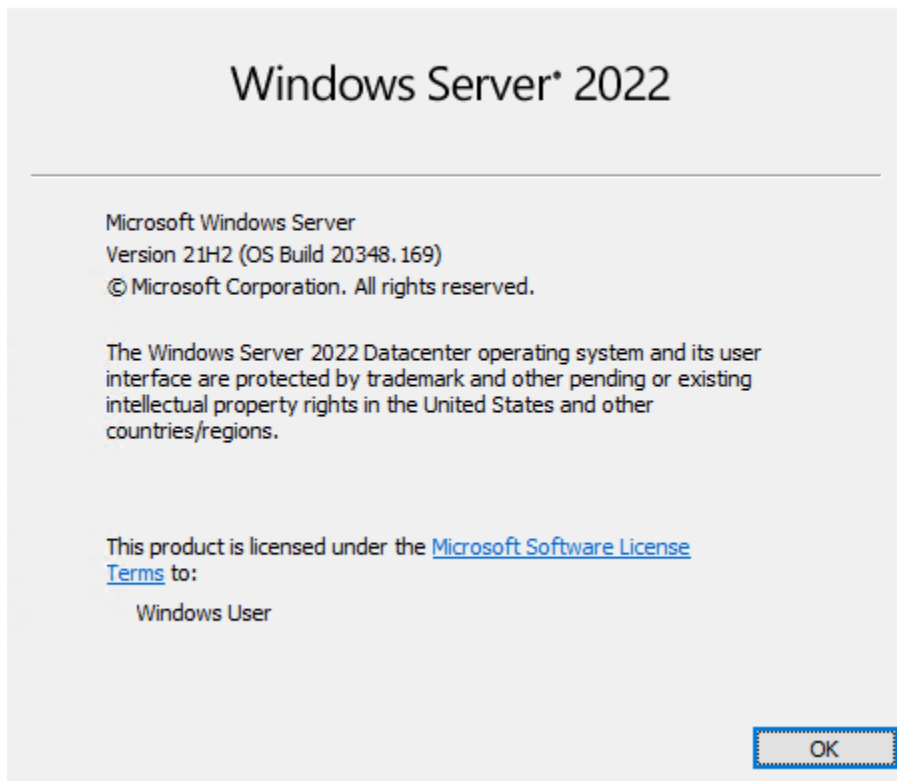 Windows Server® 2022
Microsoft Windows Server
Version 21H2 (OS Build 20348.169)
© Microsoft Corporation. All rights reserved.
The Windows Server 2022 Datacenter operating system and its user
interface are protected by trademark and other pending or existing
intellectual property rights in the United States and other
countries/regions.
This product is licensed under the Microsoft Software License
Terms to:
Windows User
OK